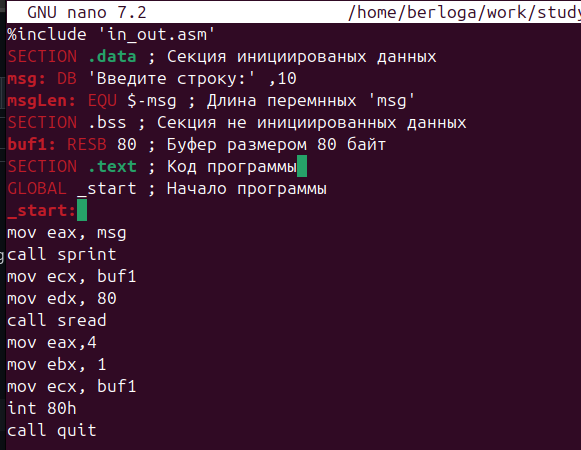 GNU nano 7.2 /home/berloga/work/study
%include 'in_out.asm'
SECTION .data ; Секция инициированых данных
msg: DB 'Введите строку:' ,10
msgLen: EQU $-msg ; Длина перемнных 'msg'
SECTION .bss ; Секция не инициированных данных
buf1: RESB 80 ; Буфер размером 80 байт
SECTION .text ; Код программы
GLOBAL _start ; Начало программы
_start:
mov eax, msg
call sprint
mov ecx, buf1
mov edx, 80
call sread
mov eax,4
mov ebx, 1
mov ecx, buf1
int 80h
call quit